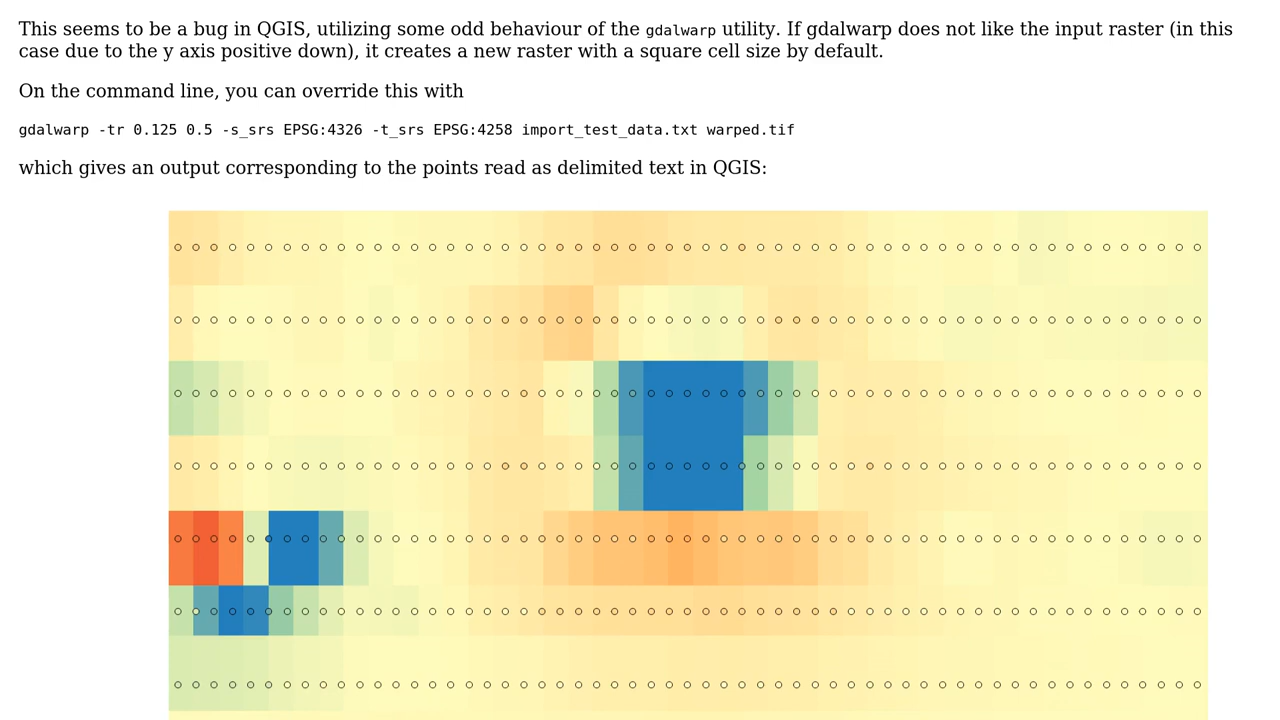 This seems to be a bug in QGIS, utilizing some odd behaviour of the gdalwarp utility. If gdalwarp does not like the input raster (in this
case due to the y axis positive down), it creates a new raster with a square cell size by default.
On the command line, you can override this with
gdalwarp -tr 0.125 0.5 -s_srs EPSG:4326 -t_srs EPSG:4258 import_test_data.txt warped.tif
which gives an output corresponding to the points read as delimited text in QGIS: